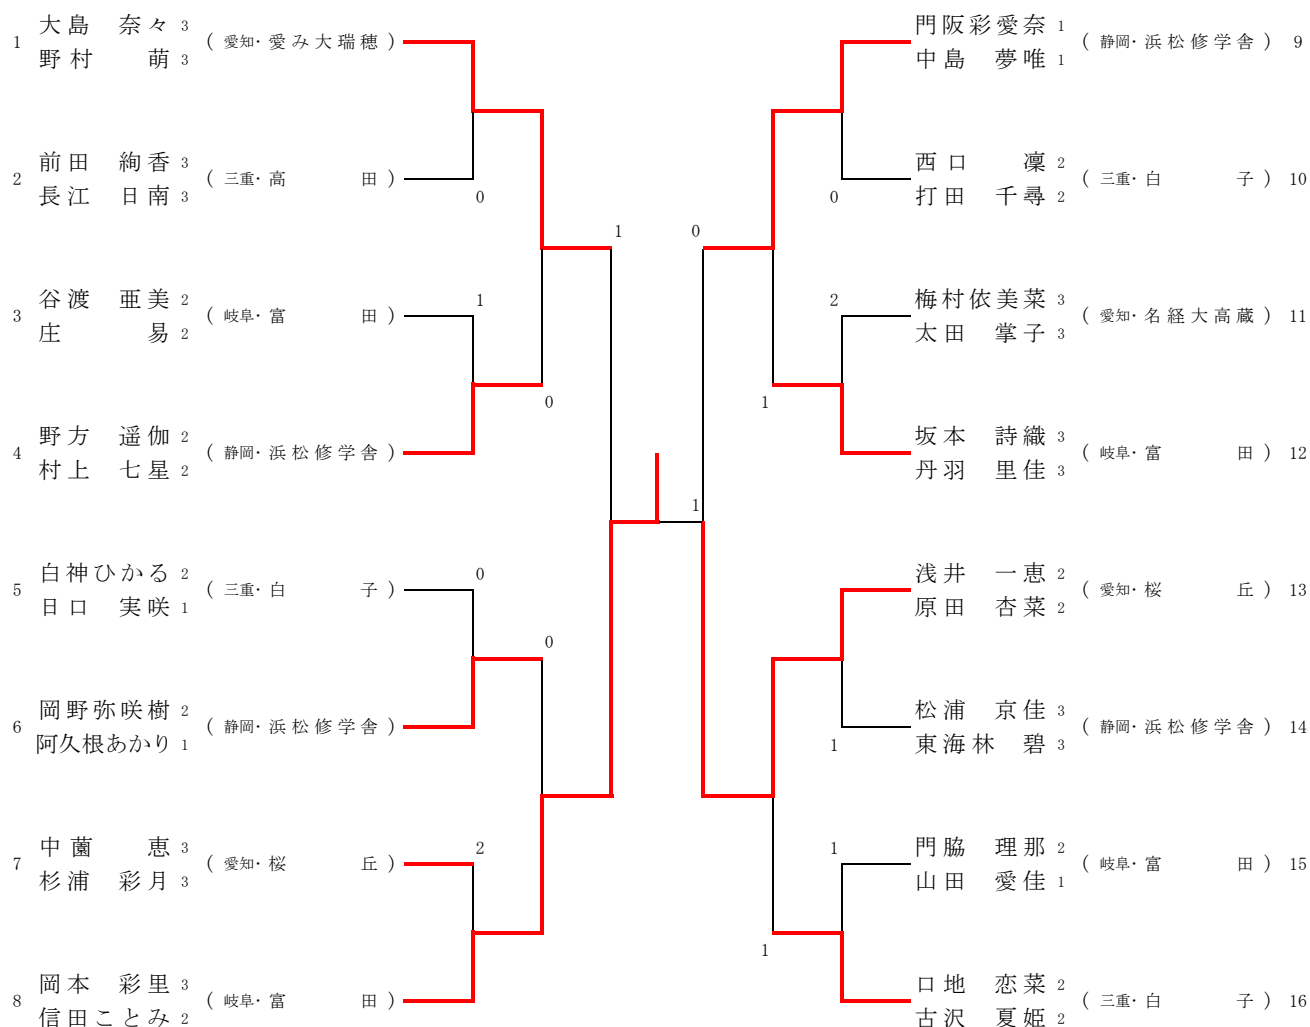 大島 奈々 3
1 ( 愛知・愛み大瑞穂 )
野村 萌 3
前田 絢香 3
2 ( 三重・高 田 )
長江 日南 3
0
谷渡 亜美 2
3 ( 岐阜・富 田 )
庄 易 2
1
野方 遥伽 2
4 ( 静岡・浜松修学舎 )
村上 七星 2
0
1
白神ひかる 2
5 ( 三重・白 子 )
日口 実咲 1
0
岡野弥咲樹 2
6 ( 静岡・浜松修学舎 )
阿久根あかり 1
0
中薗 恵 3
7 ( 愛知・桜 丘 )
杉浦 彩月 3
2
岡本 彩里 3
8 ( 岐阜・富 田 )
信田ことみ 2
門阪彩愛奈 1
( 静岡・浜松修学舎 ) 9
中島 夢唯 1
西口 凜 2
( 三重・白 子 ) 10
打田 千尋 2
0
0
梅村依美菜 3
( 愛知・名経大高蔵 ) 11
太田 掌子 3
2
坂本 詩織 3
( 岐阜・富 田 ) 12
丹羽 里佳 3
1
1
浅井 一恵 2
( 愛知・桜 丘 ) 13
原田 杏菜 2
松浦 京佳 3
( 静岡・浜松修学舎 ) 14
東海林 碧 3
1
門脇 理那 2
( 岐阜・富 田 ) 15
山田 愛佳 1
1
口地 恋菜 2
( 三重・白 子 ) 16
古沢 夏姫 2
1